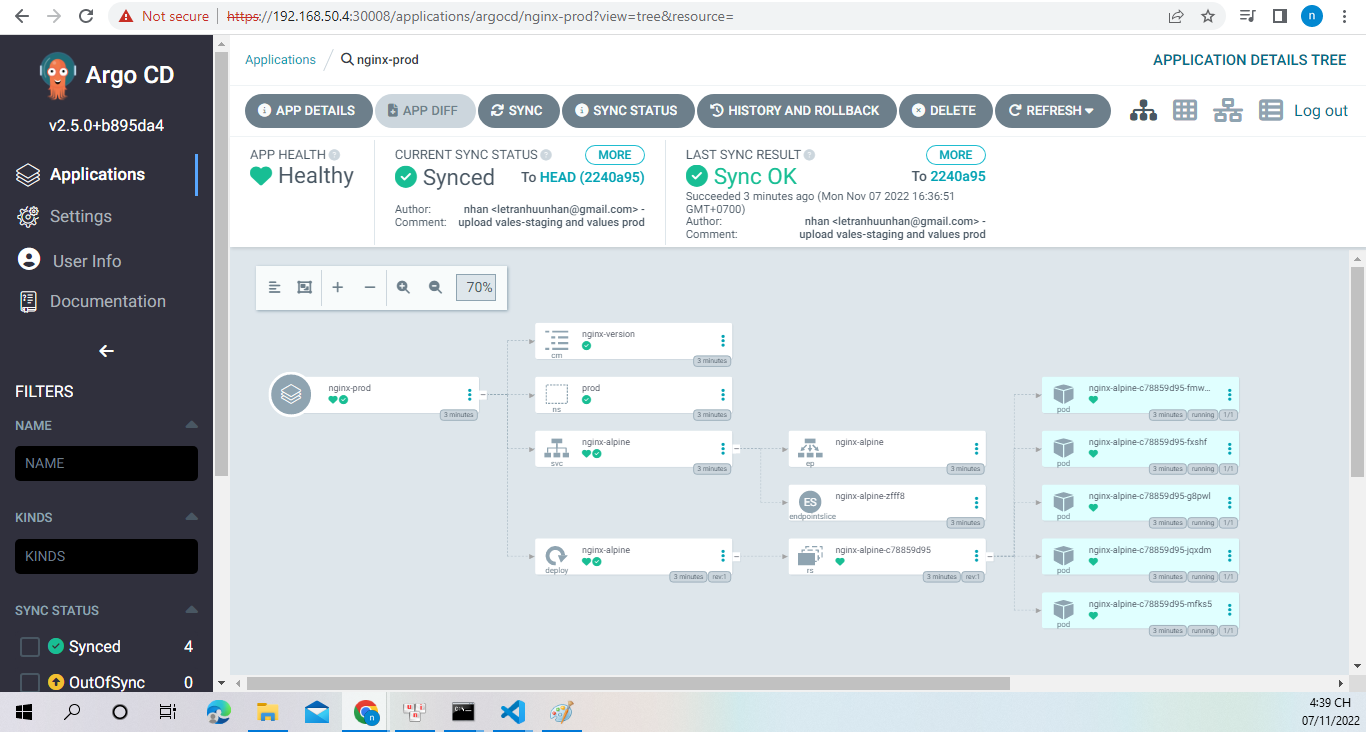 Not secure
https://192.168.50.4:30008/applications/argocd/nginx-prod?view=tree&resource=
n
Argo CD
v2.5.0+b895da4
Applications
Settings
User Info
Documentation
FILTERS
NAME
NAME
KINDS
KINDS
SYNC STATUS
Synced 4
OutOfSync 0
Applications
nginx-prod
APPLICATION DETAILS TREE
APP DETAILS
APP DIFF
SYNC
SYNC STATUS
HISTORY AND ROLLBACK
DELETE
REFRESH
Log out
APP HEALTH
Healthy
CURRENT SYNC STATUS
MORE
Synced
To HEAD (2240a95)
Author: nhan <letranhuunhan@gmail.com> -
Comment: upload vales-staging and values prod
LAST SYNC RESULT
MORE
Sync OK
To 2240a95
Succeeded 3 minutes ago (Mon Nov 07 2022 16:36:51
GMT+0700)
Author: nhan <letranhuunhan@gmail.com> -
Comment: upload vales-staging and values prod
70%
nginx-prod
3 minutes
nginx-version
cm
3 minutes
prod
ns
3 minutes
nginx-alpine
svc
3 minutes
nginx-alpine
deploy
3 minutes rev:1
nginx-alpine
ep
3 minutes
ES
nginx-alpine-zfff8
endpointslice
3 minutes
nginx-alpine-c78859d95
rs
3 minutes rev:1
nginx-alpine-c78859d95-fmw...
pod
3 minutes running 1/1
nginx-alpine-c78859d95-fxshf
pod
3 minutes running 1/1
nginx-alpine-c78859d95-g8pwl
pod
3 minutes running 1/1
nginx-alpine-c78859d95-jqxdm
pod
3 minutes running 1/1
nginx-alpine-c78859d95-mfks5
pod
3 minutes running 1/1
4:39 CH
07/11/2022